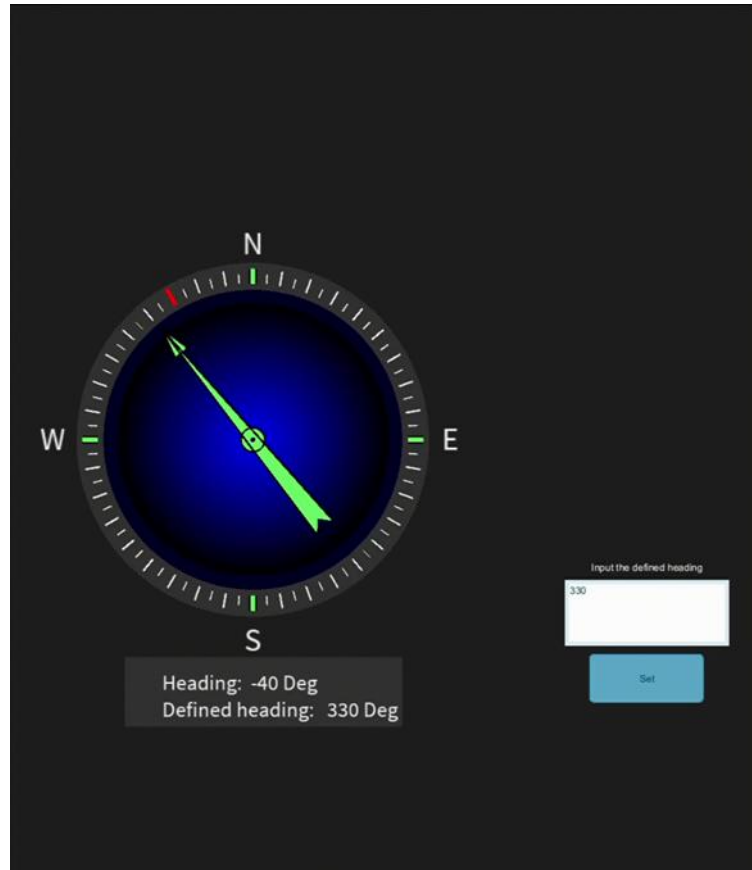 N
W
E
S
Heading: -40 Deg
Defined heading: 330 Deg
Input the defined heading
330
Set